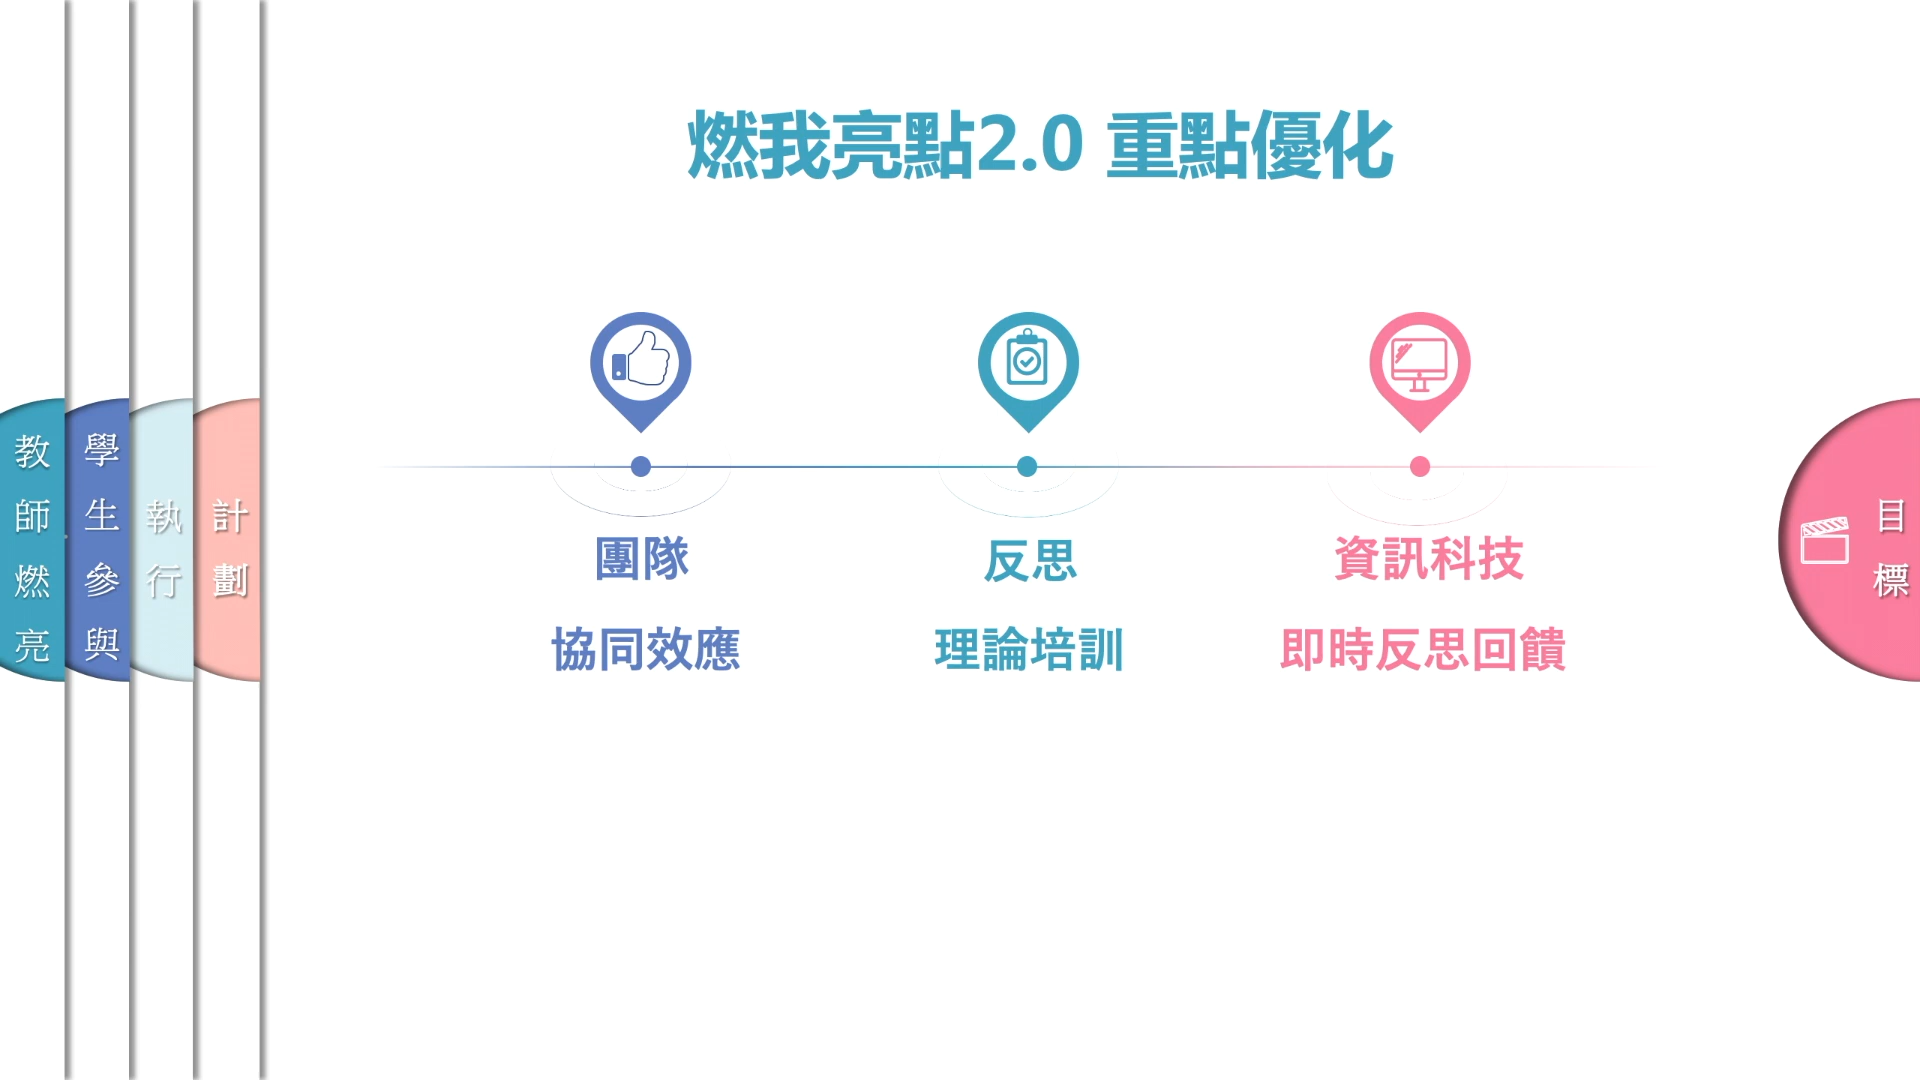 燃我亮點2.0 重點優化
團隊
協同效應
反思
理論培訓
資訊科技
即時反思回饋
教師燃亮
學生參與
執行
計劃
目標